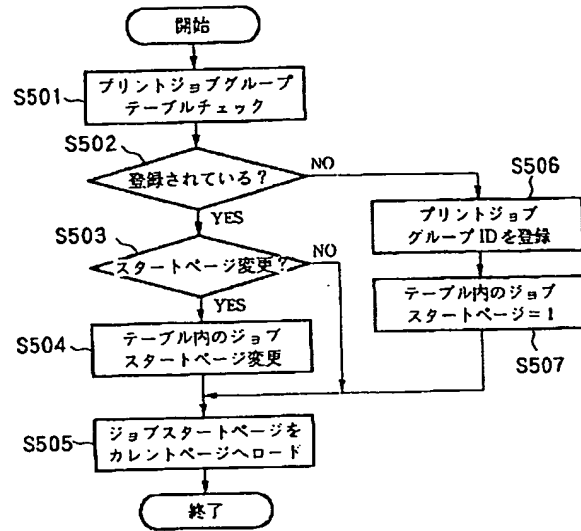 開始
S501
プリントジョブグループ
テーブルチェック
S502
登録されている?
NO
YES
S506
プリントジョブ
グループIDを登録
S503
スタートページ変更?
NO
YES
テーブル内のジョブ
スタートページ=1
S507
S504
テーブル内のジョブ
スタートページ変更
S505
ジョブスタートページを
カレントページへロード
終了